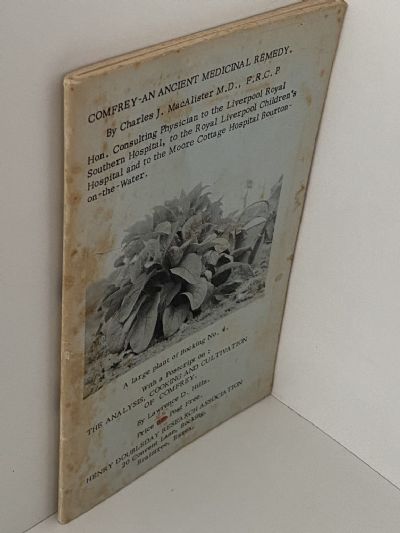 COMFREY-AN ANCIENT MEDICINAL REMEDY.
By Charles J. MacAlister M.D., F.R.C.P
Hon. Consulting Physician to the Liverpool Royal
Southern Hospital, to the Royal Liverpool Children's
Hospital and to the Moore Cottage Hospital Bourton-
on-the-Water.
A large plant of Bocking No. 4.
With a Postscript on:
THE ANALYSIS, COOKING AND CULTIVATION
OF COMFREY.
By Lawrence D. Hills.
Price Post Free.
HENRY DOUBLEDAY RESEARCH ASSOCIATION
20 Convent Lane, Bocking,
Braintree, Essex.